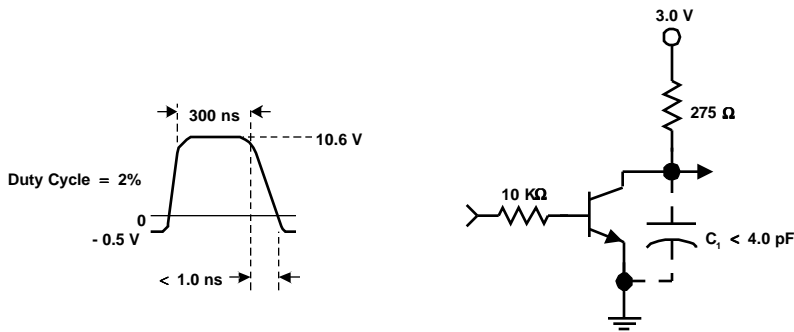 3.0 V
300 ns
275 Ω
10.6 V
Duty Cycle = 2%
10 KΩ
0
- 0.5 V
C1 < 4.0 pF
< 1.0 ns